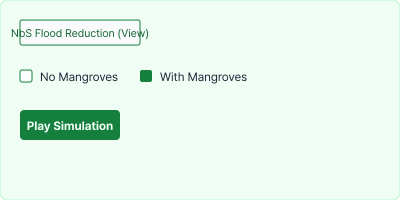 NbS Flood Reduction (View)
No Mangroves
With Mangroves
Play Simulation